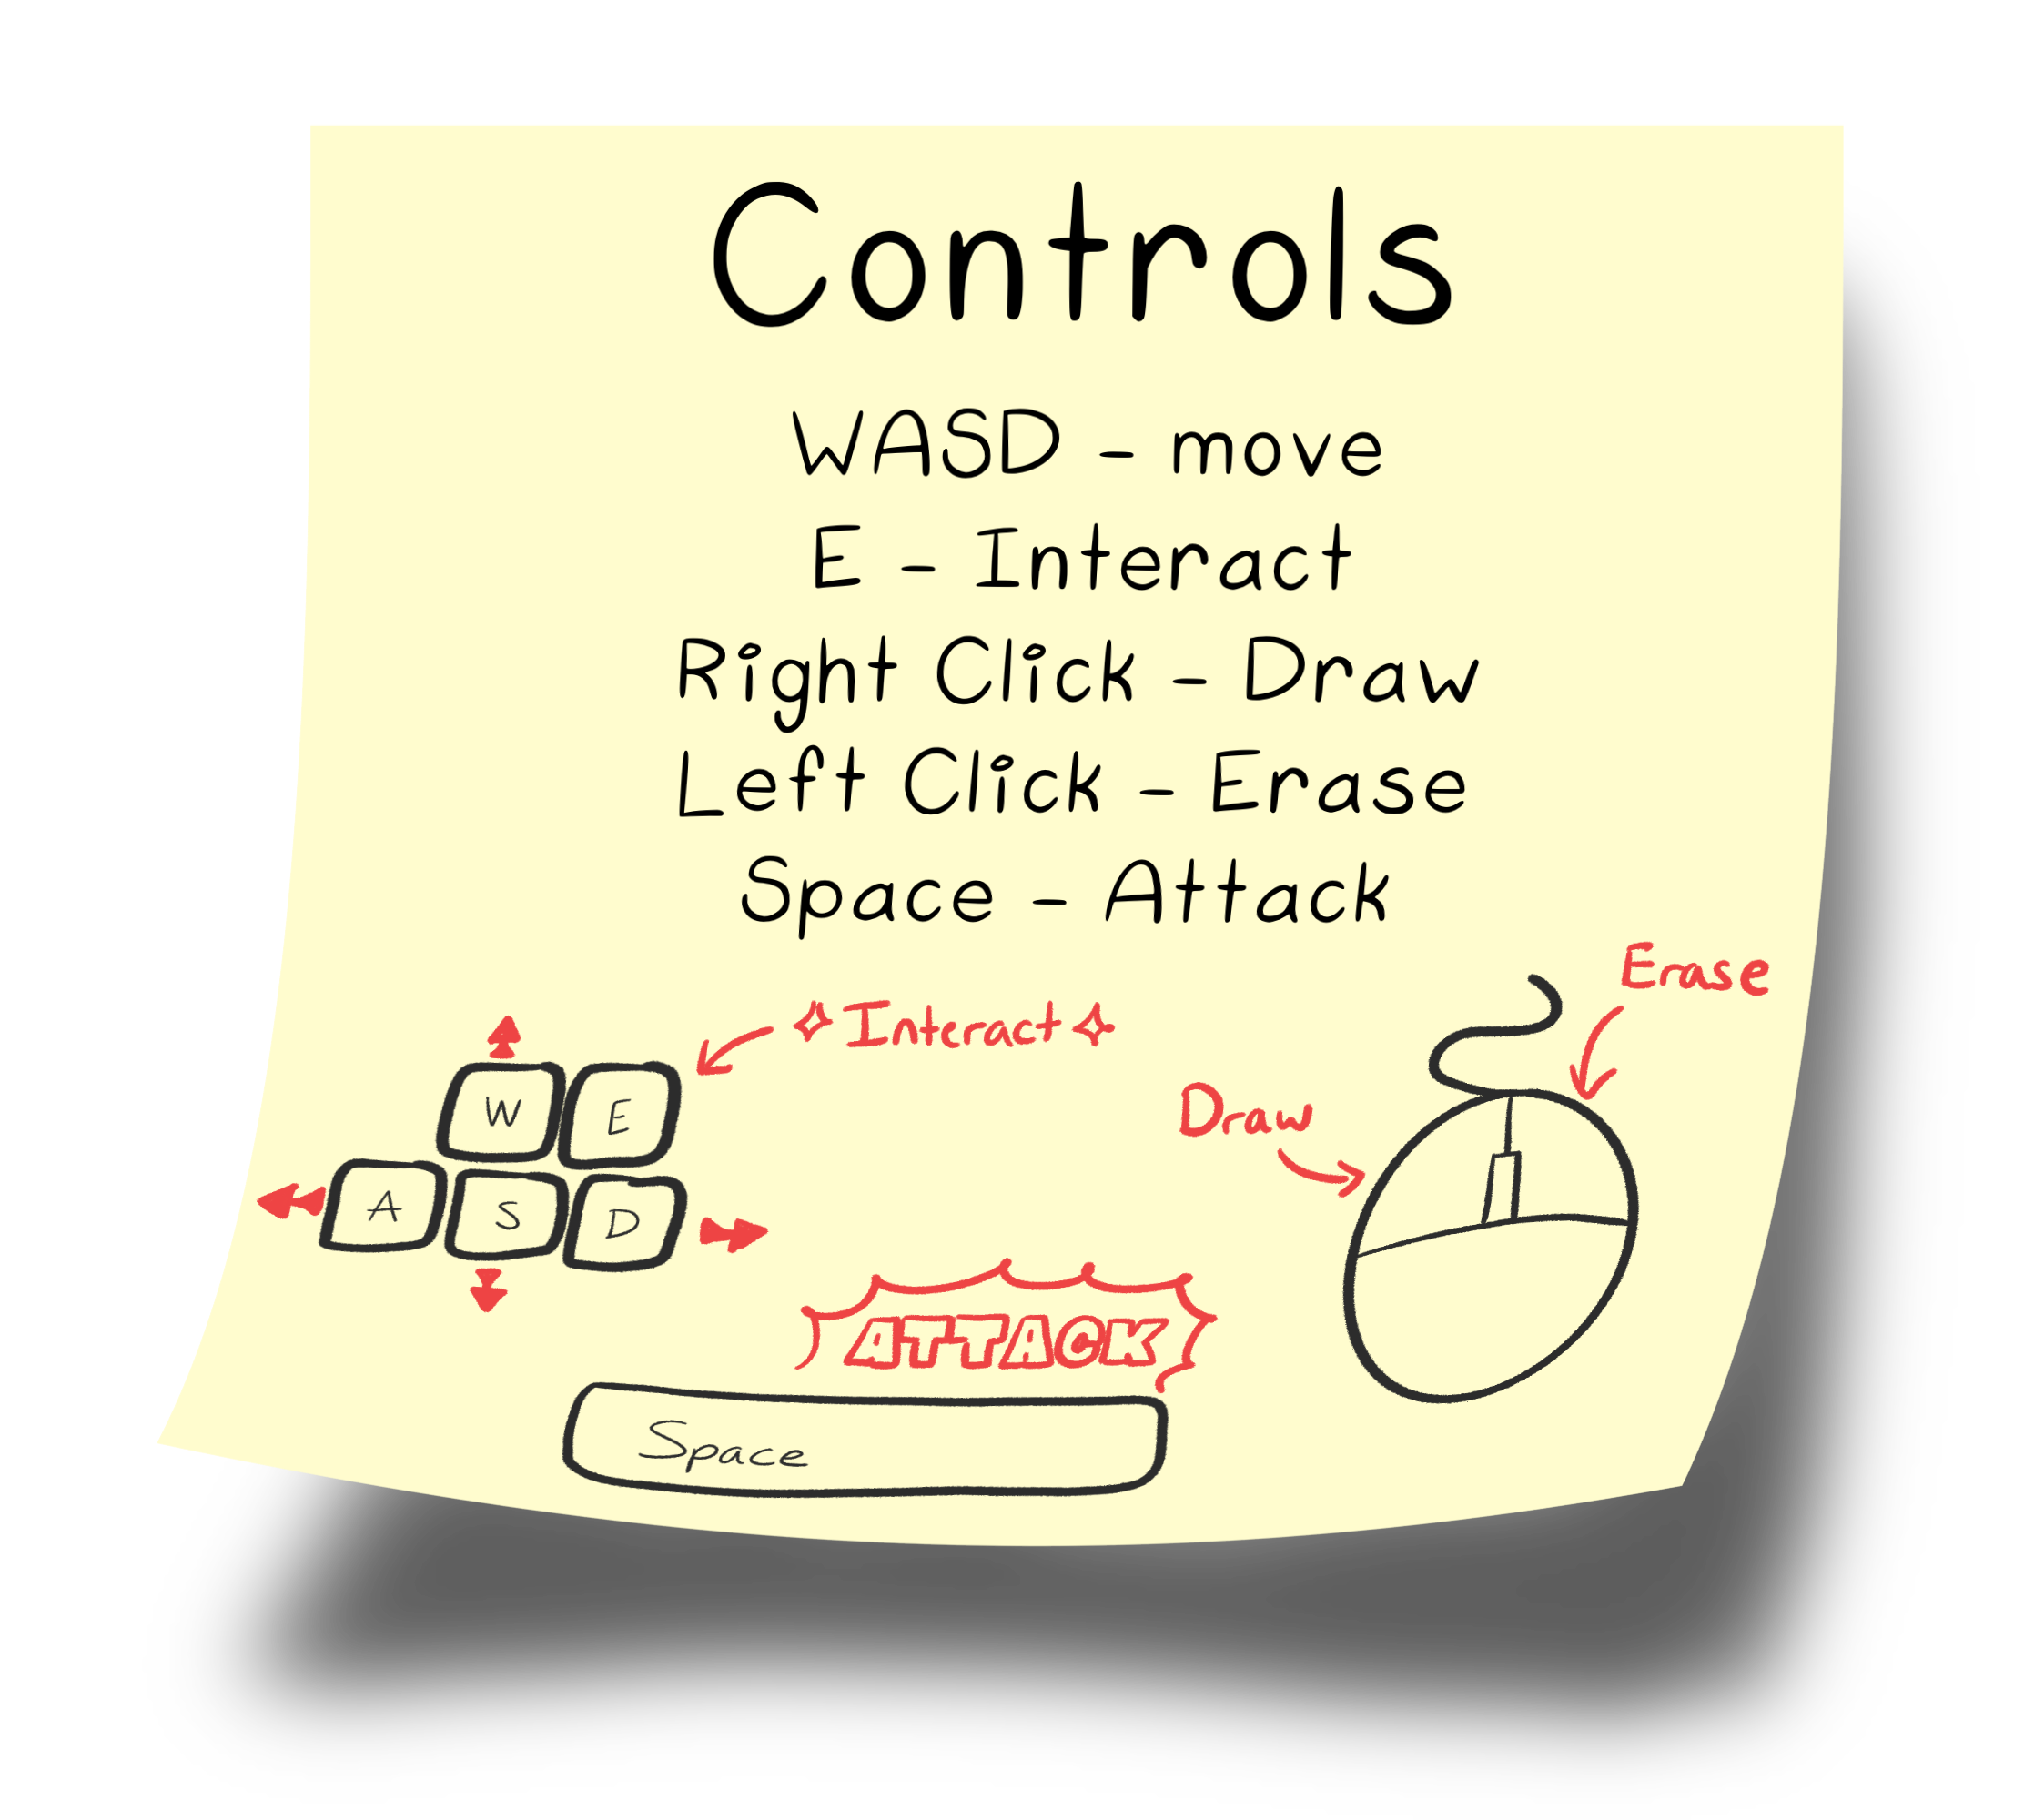 Controls
WASD - move
E - Interact
Right Click - Draw
Left Click - Erase
Space - Attack
Erase
Interact
Draw
W E
A S D
ATTACK
Space